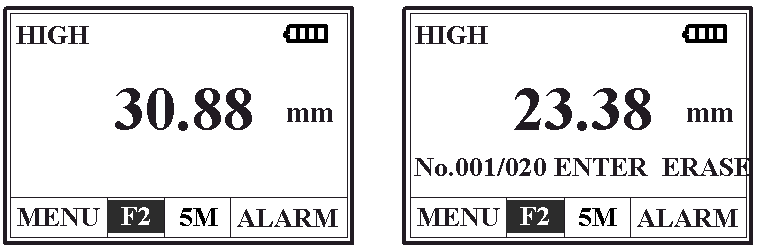 HIGH
30.88 mm
MENU F2 5M ALARM
HIGH
23.38 mm
No.001/020 ENTER ERASE
MENU F2 5M ALARM